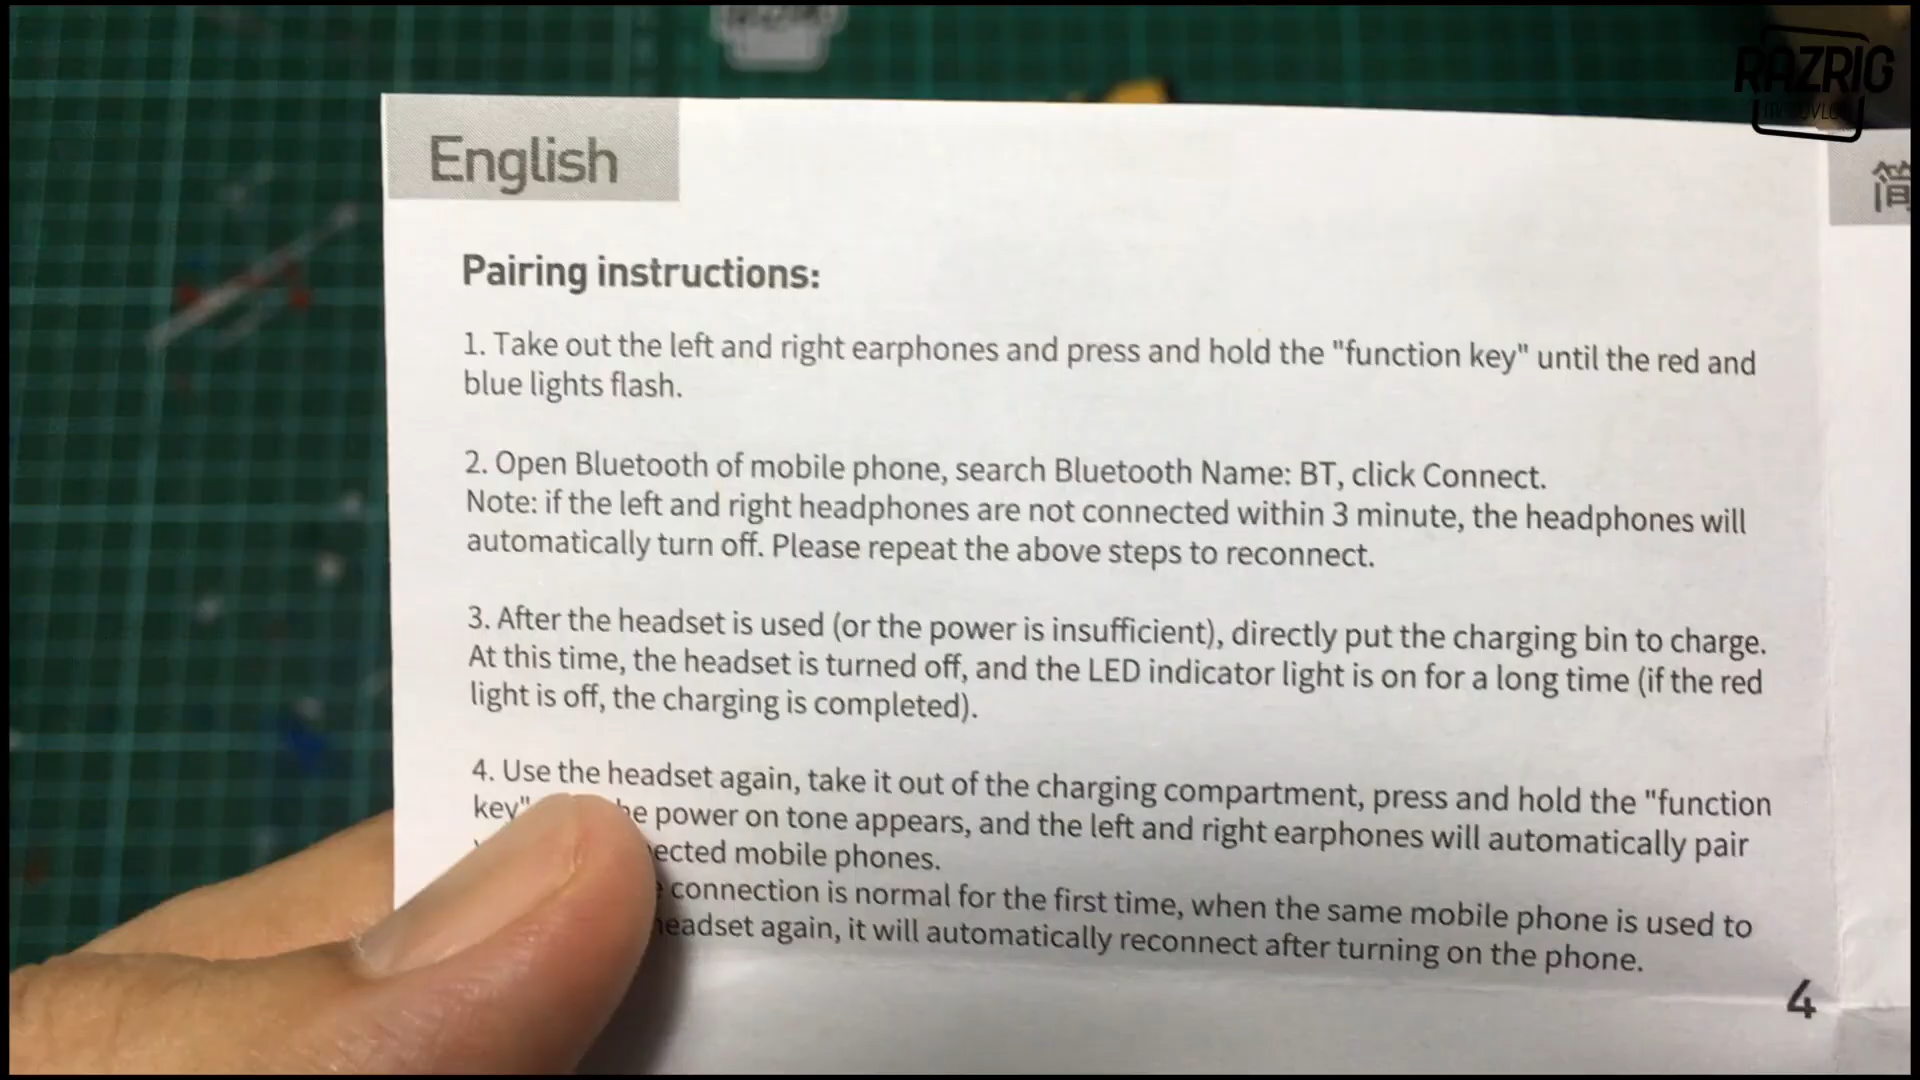 RAZRIG
English
简
Pairing instructions:
1. Take out the left and right earphones and press and hold the "function key" until the red and
blue lights flash.
2. Open Bluetooth of mobile phone, search Bluetooth Name: BT, click Connect.
Note: if the left and right headphones are not connected within 3 minute, the headphones will
automatically turn off. Please repeat the above steps to reconnect.
3. After the headset is used (or the power is insufficient), directly put the charging bin to charge.
At this time, the headset is turned off, and the LED indicator light is on for a long time (if the red
light is off, the charging is completed).
4. Use the headset again, take it out of the charging compartment, press and hold the "function
key" power on tone appears, and the left and right earphones will automatically pair
mobile phones.
connection is normal for the first time, when the same mobile phone is used to
headset again, it will automatically reconnect after turning on the phone.
4